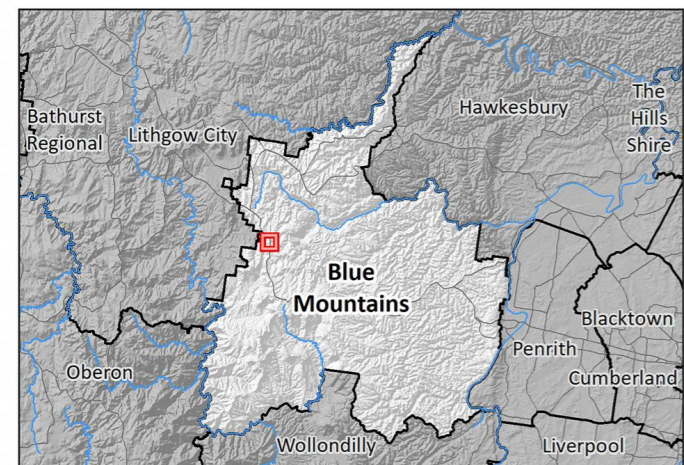 Bathurst
Regional
Lithgow City
Hawkesbury
The
Hills
Shire
Blue
Mountains
Blacktown
Penrith
Cumberland
Oberon
Wollondilly
Liverpool